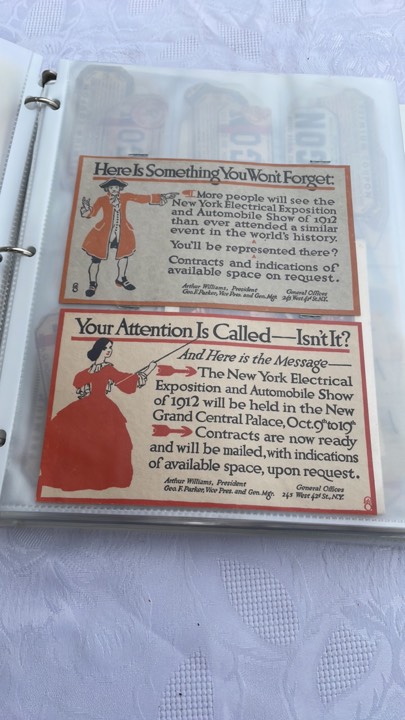 Here Is Something You Won't Forget:
More people will see the
New York Electrical Exposition
and Automobile Show of 1912
than ever attended a similar
event in the world's history.
You'll be represented there?
Contracts and indications of
available space on request.
Arthur Williams, President
Geo. F. Parker, Vice Pres. and Gen. Mgr.
General Offices
Your Attention Is Called—Isn't It?
And Here is the Message—
The New York Electrical
Exposition and Automobile Show
of 1912 will be held in the New
Grand Central Palace, Oct. 9th to 19th
Contracts are now ready
and will be mailed, with indications
of available space, upon request.
Arthur Williams, President
Geo. F. Parker, Vice Pres. and Gen. Mgr.
General Offices
West 42d St., N.Y.